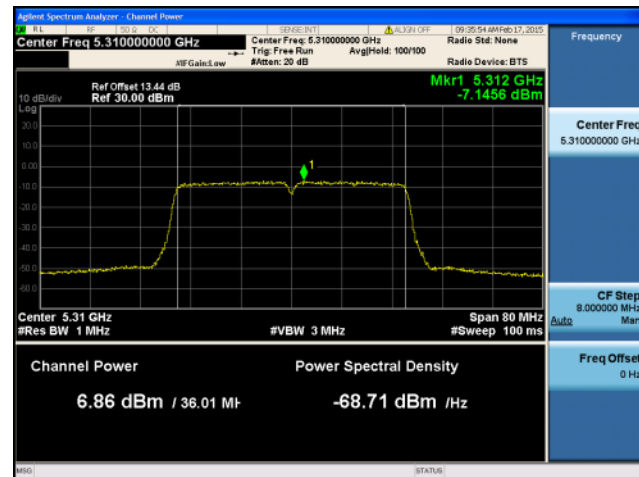 Agilent Spectrum Analyzer - Channel Power
RL RF 50 Ω DC SENSE:INT ALIGN OFF 09:35:54 AM Feb 17, 2015
Center Freq 5.310000000 GHz
Center Freq: 5.310000000 GHz
Radio Std: None
Trig: Free Run Avg|Hold: 100/100
#IFGain:Low #Atten: 20 dB Radio Device: BTS
Ref Offset 13.44 dB
Mkr1 5.312 GHz
10 dB/div Ref 30.00 dBm -7.1456 dBm
Log
20.0
10.0
0.00
-10.0
-20.0
-30.0
-40.0
-50.0
-60.0
1
Center 5.31 GHz Span 80 MHz
#Res BW 1 MHz #VBW 3 MHz #Sweep 100 ms
Channel Power Power Spectral Density
6.86 dBm / 36.01 MH -68.71 dBm /Hz
MSG STATUS
Frequency
Center Freq
5.310000000 GHz
CF Step
8.000000 MHz
Auto Man
Freq Offset
0 Hz